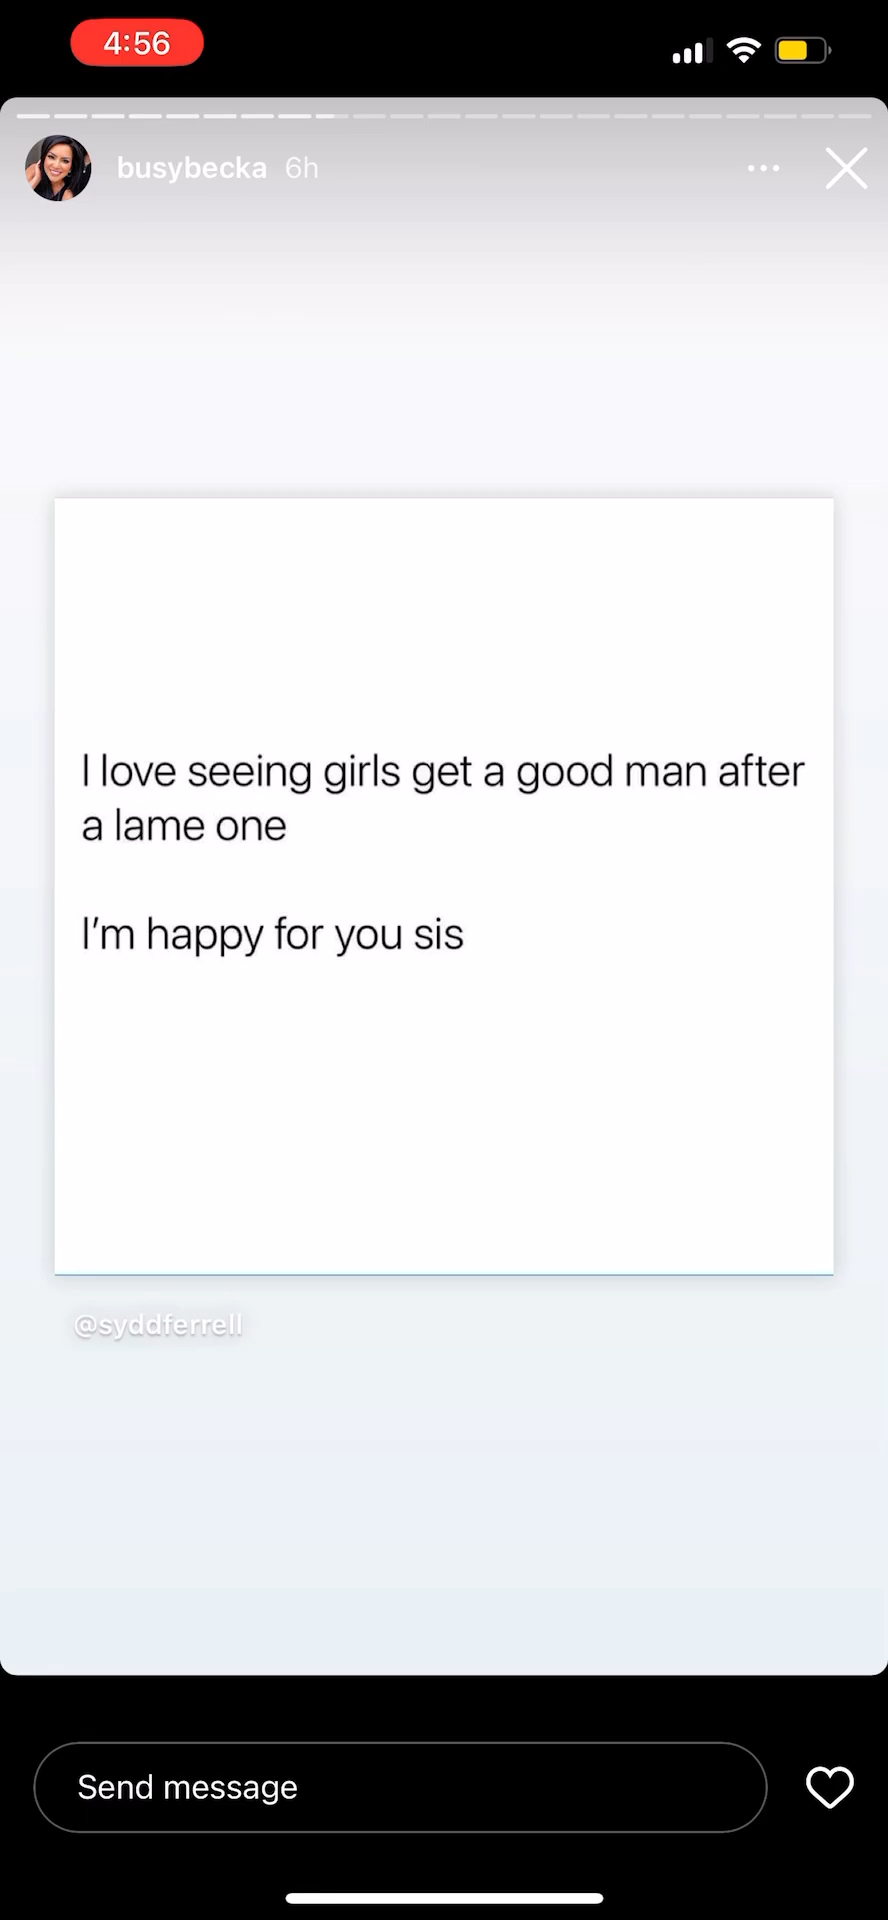 4:56
busybecka 6h
I love seeing girls get a good man after
a lame one
I'm happy for you sis
@syddferrell
Send message